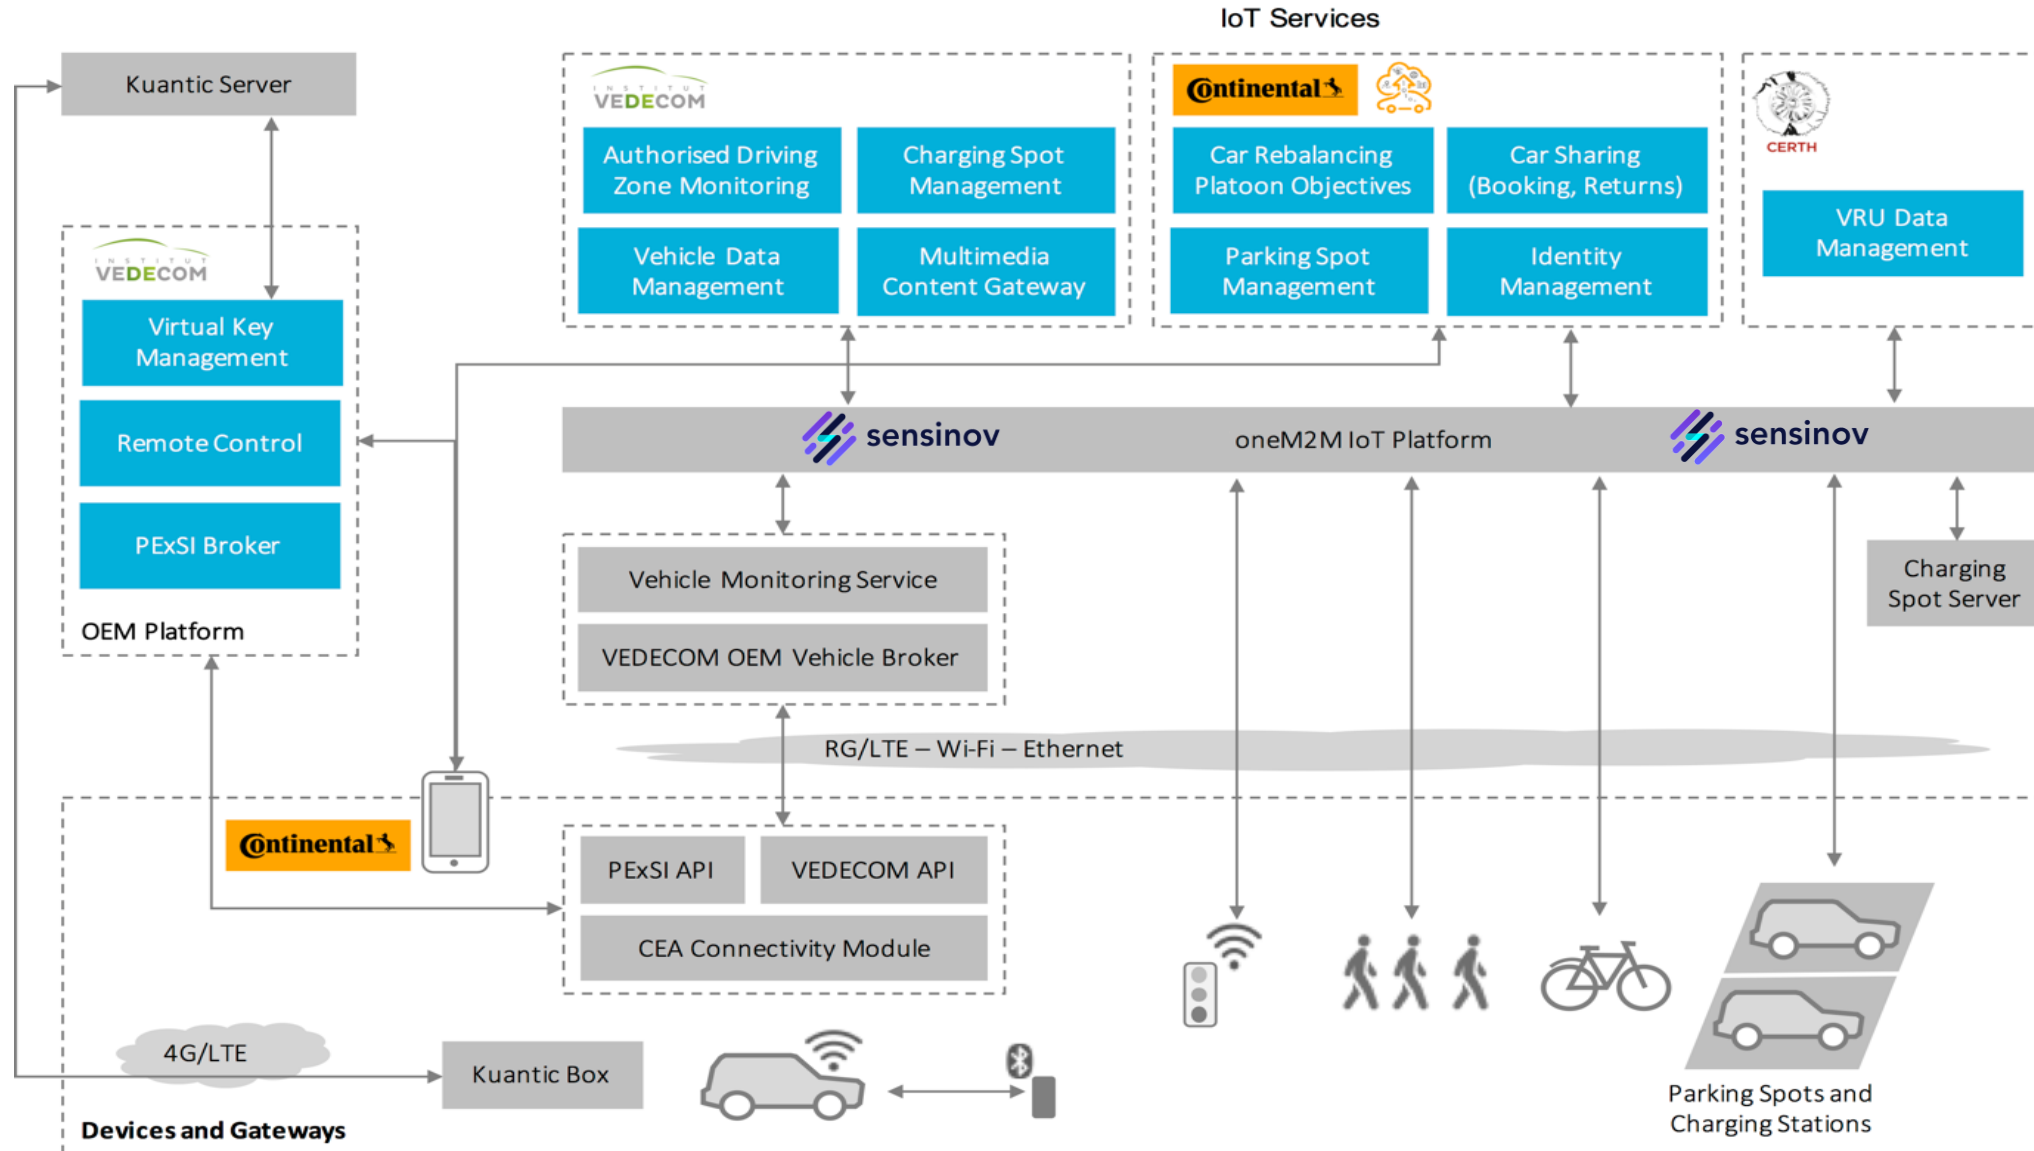 IoT Services
Kuantic Server
INSTITUT
VEDECOM
Authorised Driving
Zone Monitoring
Charging Spot
Management
Vehicle Data
Management
Multimedia
Content Gateway
Continental
Car Rebalancing
Platoon Objectives
Car Sharing
(Booking, Returns)
Parking Spot
Management
Identity
Management
CERTH
VRU Data
Management
INSTITUT
VEDECOM
Virtual Key
Management
Remote Control
PExSI Broker
OEM Platform
sensinov
oneM2M IoT Platform
sensinov
Vehicle Monitoring Service
VEDECOM OEM Vehicle Broker
Charging
Spot Server
RG/LTE – Wi-Fi – Ethernet
Continental
PExSI API
VEDECOM API
CEA Connectivity Module
4G/LTE
Kuantic Box
Parking Spots and
Charging Stations
Devices and Gateways